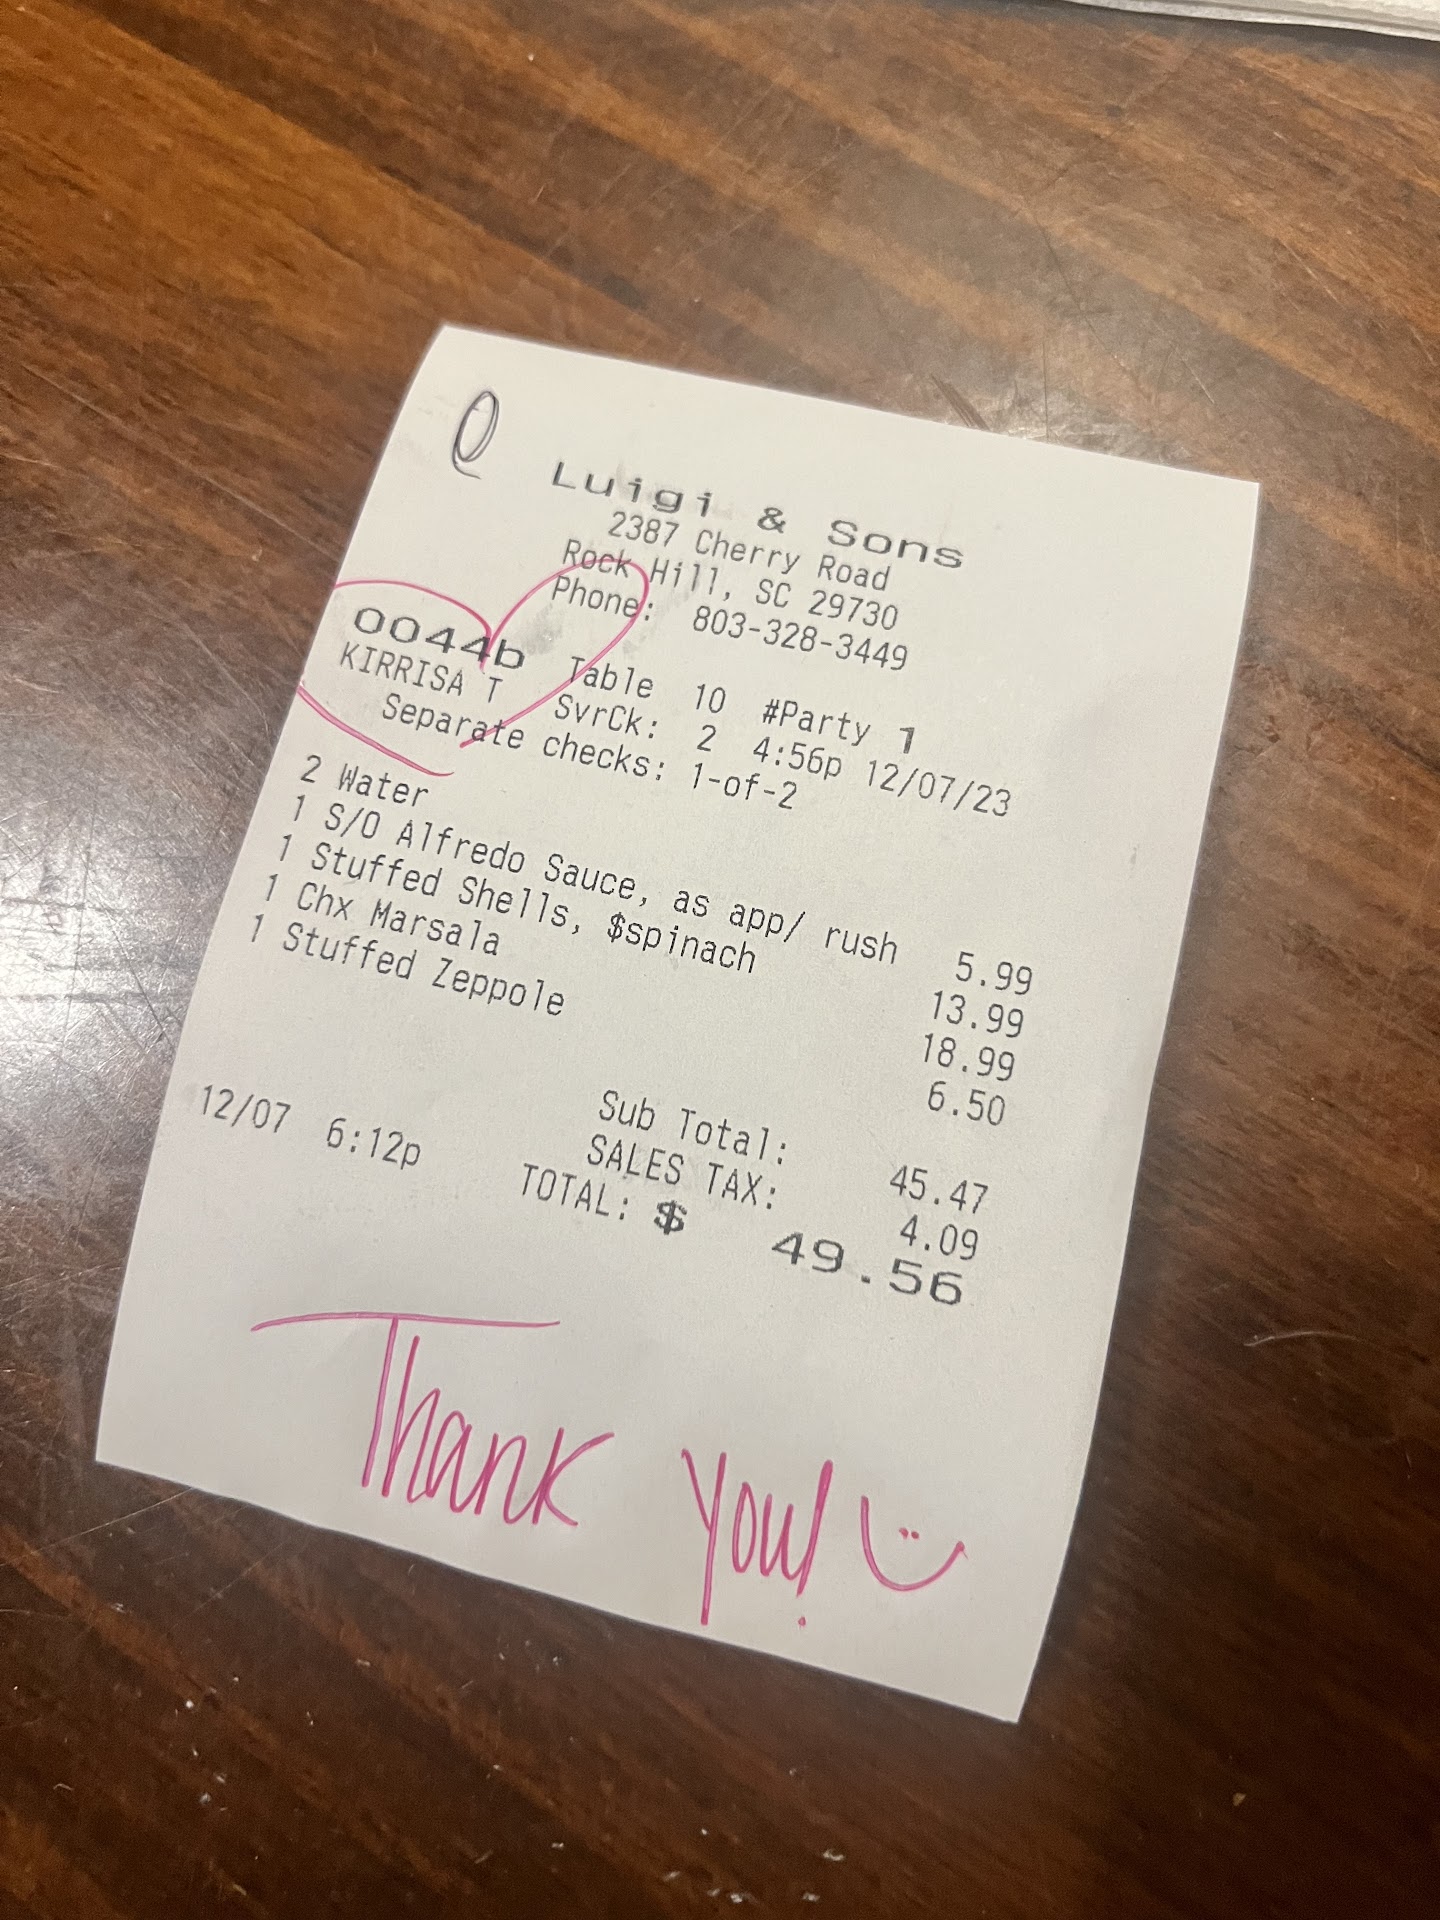 Luigi & Sons
2387 Cherry Road
Rock Hill, SC 29730
Phone: 803-328-3449
0044b Table 10 #Party 1
KIRRISA T SvrCk: 2 4:56p 12/07/23
Separate checks: 1-of-2
2 Water
1 S/O Alfredo Sauce, as app/ rush 5.99
1 Stuffed Shells, $spinach 13.99
1 Chx Marsala 18.99
1 Stuffed Zeppole 6.50
Sub Total: 45.47
SALES TAX: 4.09
12/07 6:12p TOTAL: $ 49.56
Thank you!